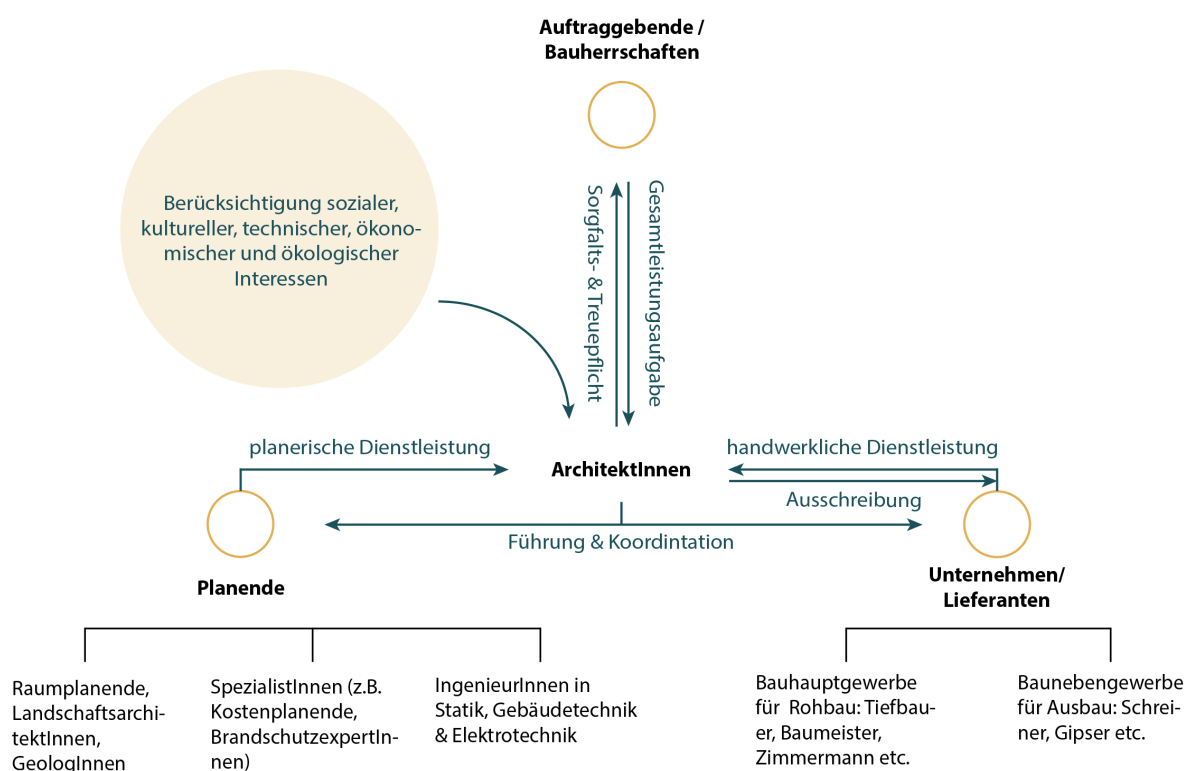 Auftraggebende /
Bauherrschaften
Berücksichtigung sozialer,
kultureller, technischer, ökono-
mischer und ökologischer
Interessen
Sorgfalts- & Treuepflicht
Gesamtleistungsaufgabe
planerische Dienstleistung
ArchitektInnen
handwerkliche Dienstleistung
Ausschreibung
Führung & Koordintation
Planende
Unternehmen/
Lieferanten
Raumplanende,
Landschaftsarchi-
tektInnen,
GeologInnen
SpezialistInnen (z.B.
Kostenplanende,
BrandschutzexpertIn-
nen)
IngenieurInnen in
Statik, Gebäudetechnik
& Elektrotechnik
Bauhauptgewerbe
für Rohbau: Tiefbau-
er, Baumeister,
Zimmermann etc.
Baunebengewerbe
für Ausbau: Schrei-
ner, Gipser etc.